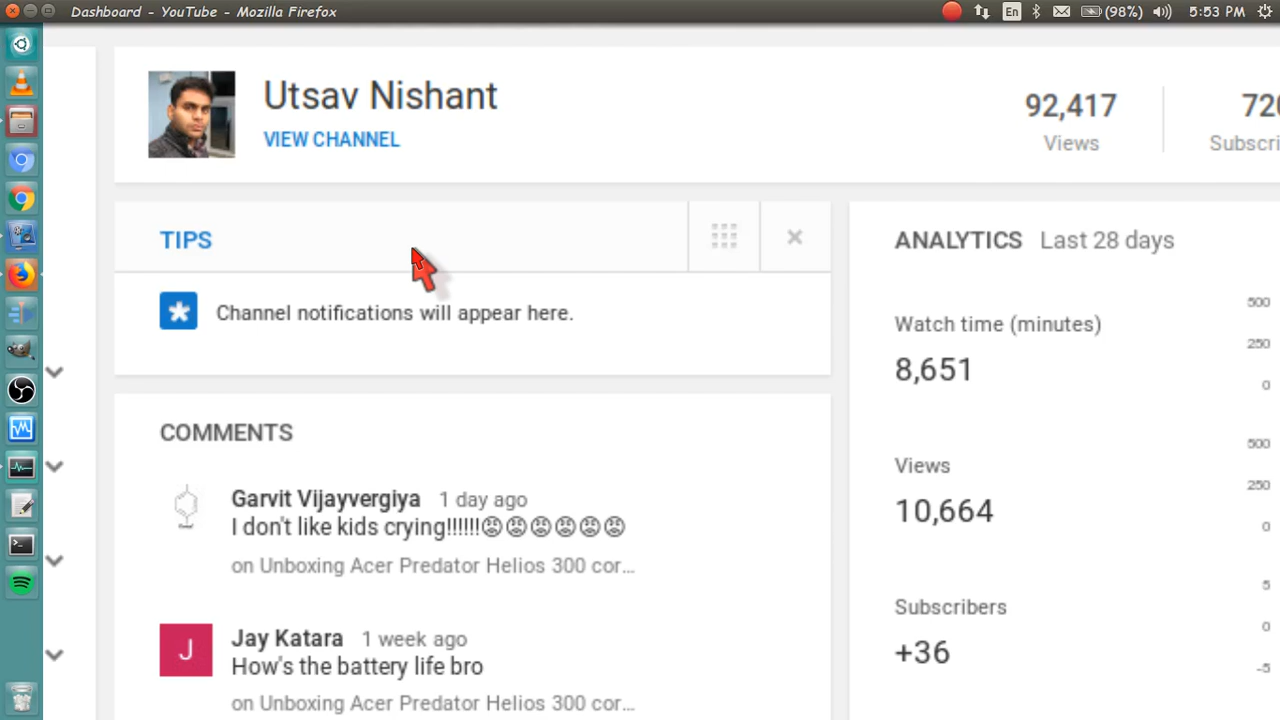 Dashboard - YouTube - Mozilla Firefox
En
(98%)
5:53 PM
Utsav Nishant
VIEW CHANNEL
92,417
Views
720
Subscri
TIPS
Channel notifications will appear here.
COMMENTS
Garvit Vijayvergiya 1 day ago
I don't like kids crying!!!!!!😡😡😡😡😡😡
on Unboxing Acer Predator Helios 300 cor...
J
Jay Katara 1 week ago
How's the battery life bro
on Unboxing Acer Predator Helios 300 cor...
ANALYTICS Last 28 days
Watch time (minutes)
8,651
500
250
0
Views
10,664
500
250
0
Subscribers
+36
5
0
-5